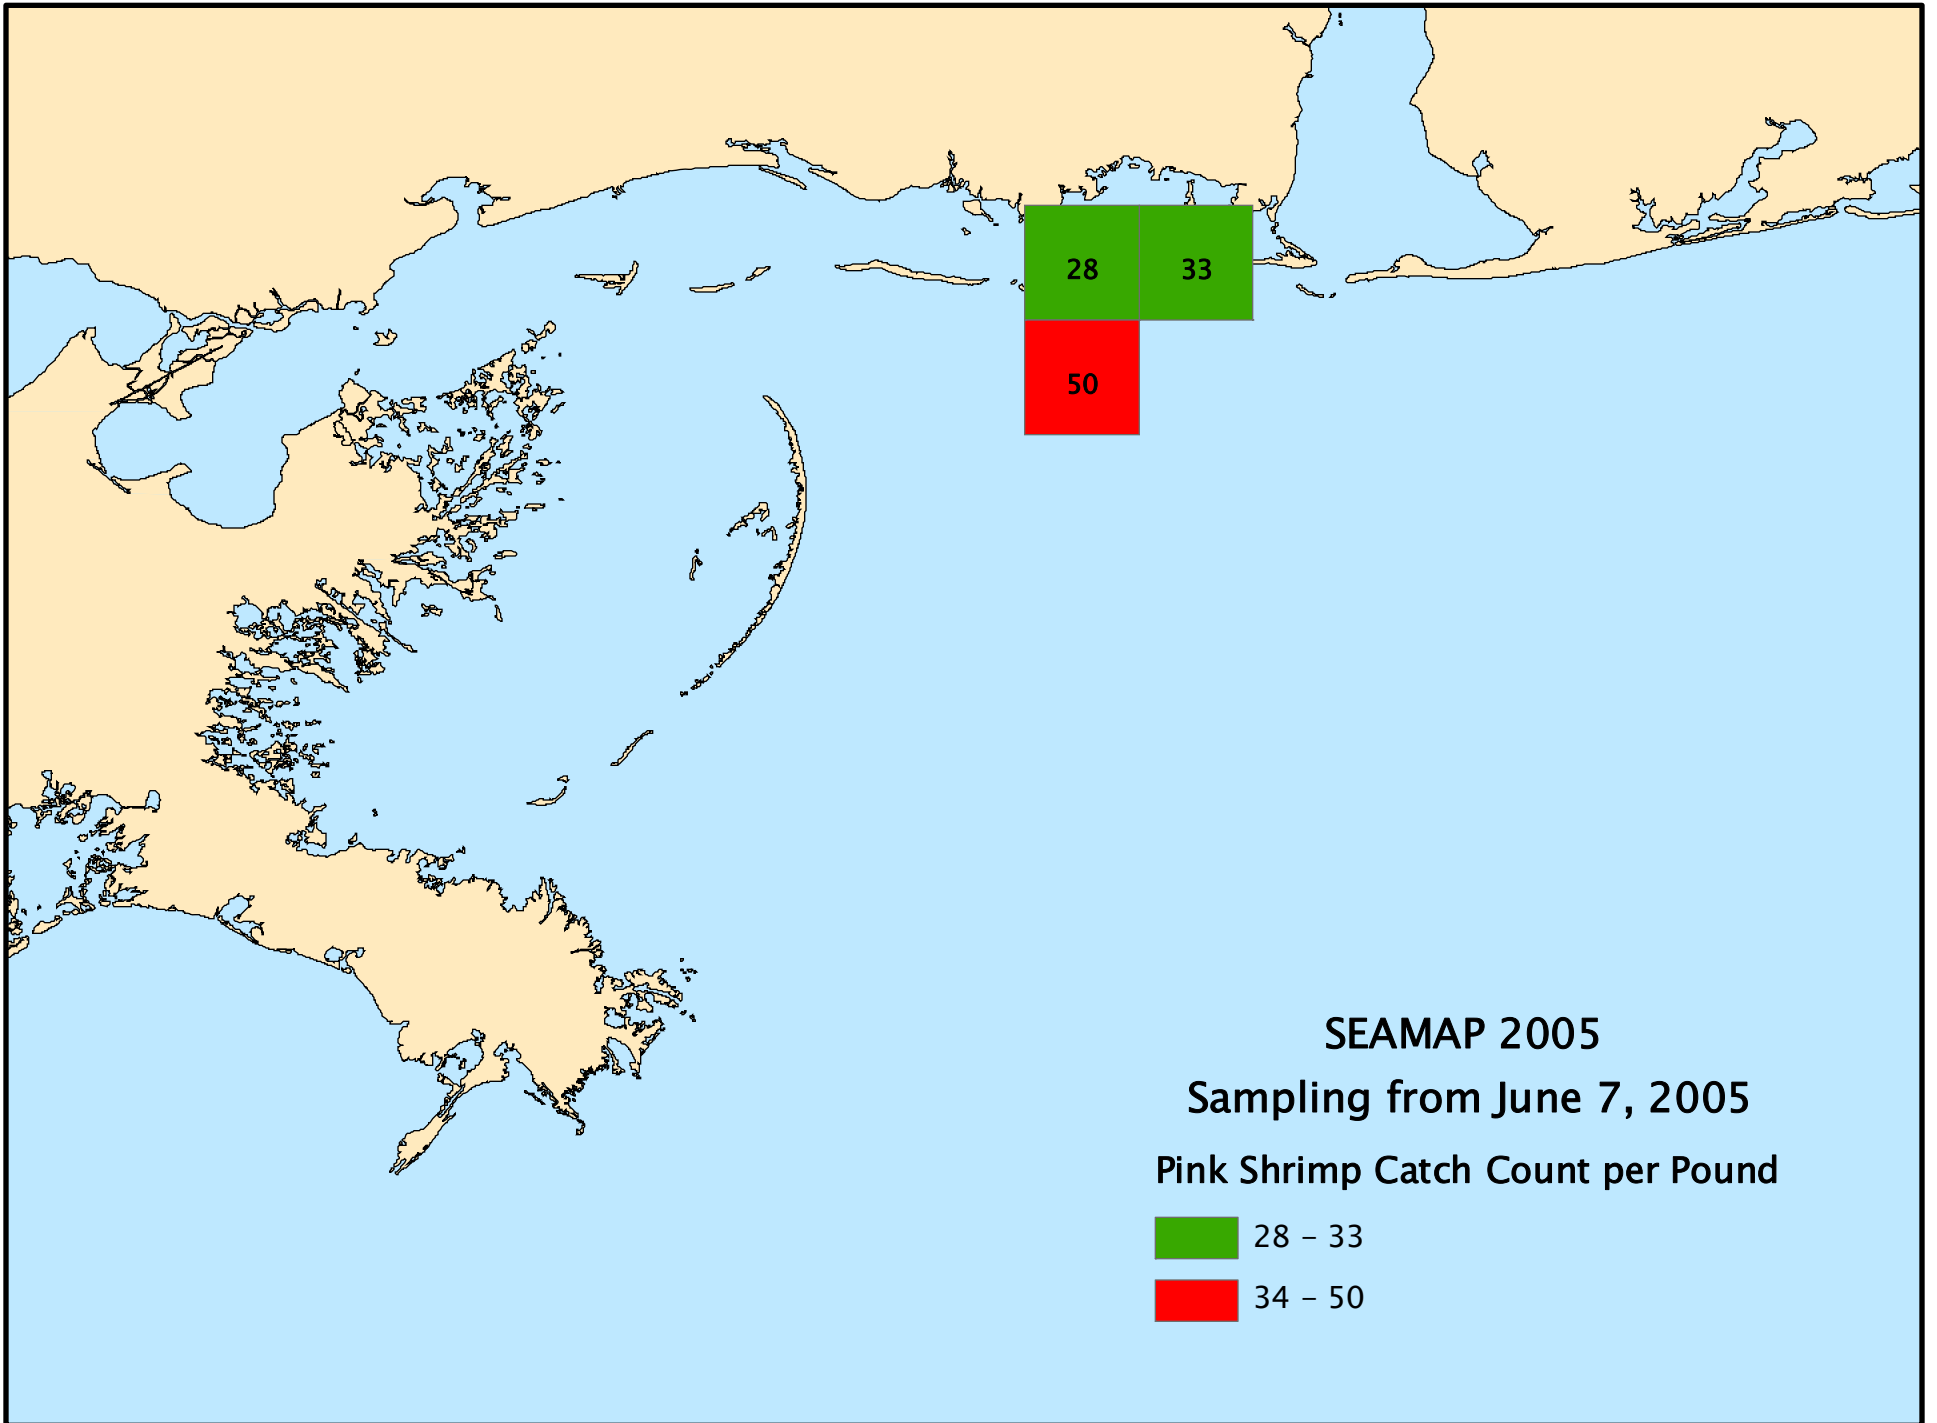 28
33
50
SEAMAP 2005
Sampling from June 7, 2005
Pink Shrimp Catch Count per Pound
28 – 33
34 – 50